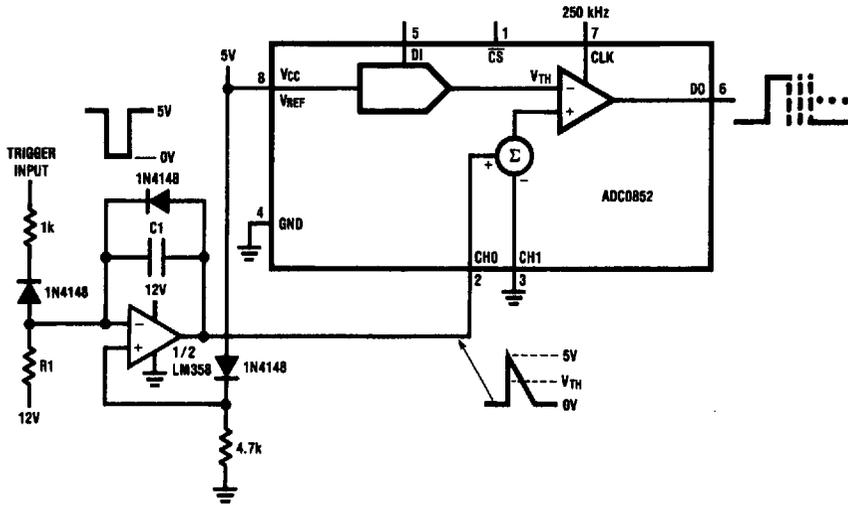 250 kHz
5
1
7
DI
CS
CLK
5V
8
VCC
VREF
VTH
−
+
DO
6
5V
0V
TRIGGER
INPUT
1N4148
1k
C1
+
Σ
−
ADC0852
4
GND
1N4148
12V
CH0
CH1
2
3
−
+
1/2
LM358
R1
1N4148
12V
5V
VTH
0V
4.7k